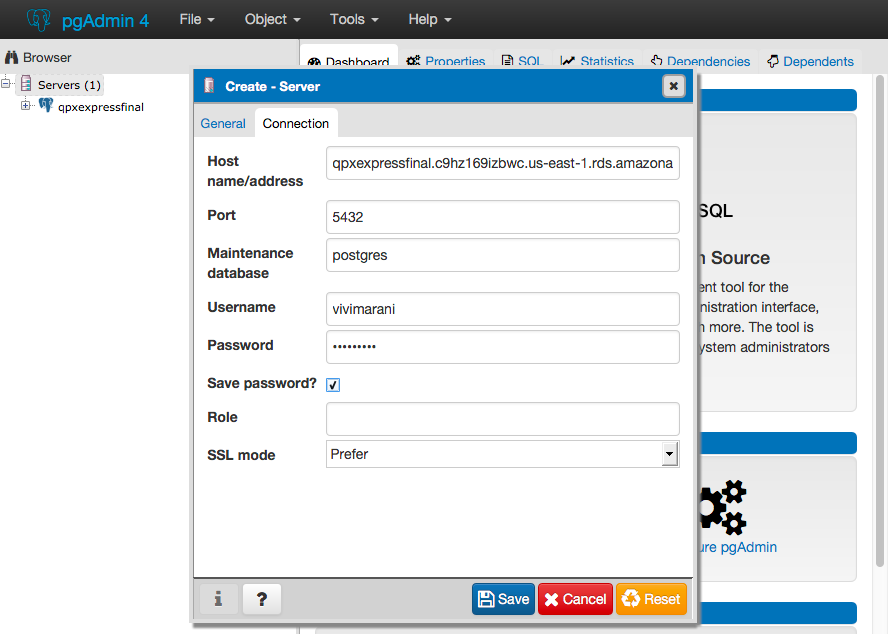 pgAdmin 4 File Object Tools Help
Browser
Dashboard Properties SQL Statistics Dependencies Dependents
Servers (1)
qpxexpressfinal
Create - Server
General Connection
Host name/address
qpxexpressfinal.c9hz169izbwc.us-east-1.rds.amazona
Port
5432
Maintenance database
postgres
Username
vivimarani
Password
•••••••••
Save password?
Role
SSL mode
Prefer
i ? Save Cancel Reset
SQL
Source
ent tool for the
nistration interface,
more. The tool is
ystem administrators
ure pgAdmin